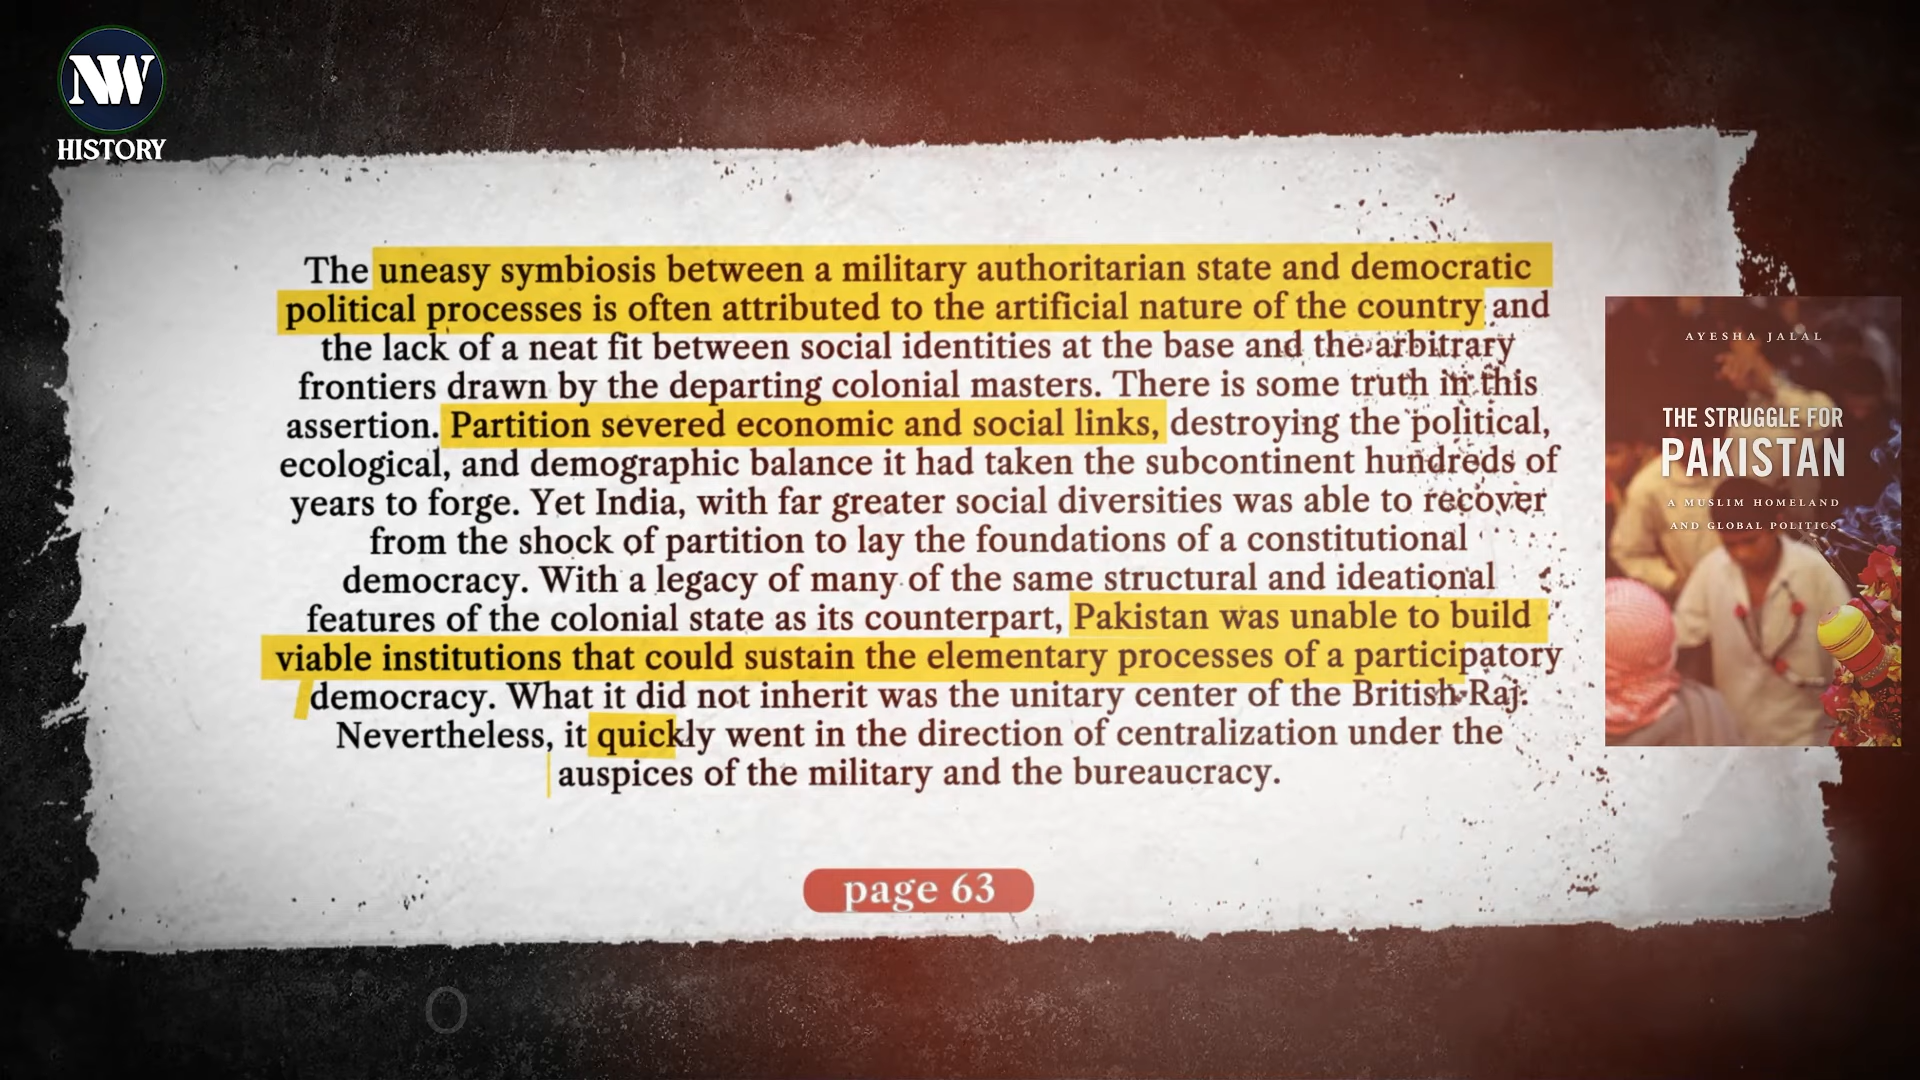 NW
HISTORY
The uneasy symbiosis between a military authoritarian state and democratic
political processes is often attributed to the artificial nature of the country and
the lack of a neat fit between social identities at the base and the arbitrary
frontiers drawn by the departing colonial masters. There is some truth in this
assertion. Partition severed economic and social links, destroying the political,
ecological, and demographic balance it had taken the subcontinent hundreds of
years to forge. Yet India, with far greater social diversities was able to recover
from the shock of partition to lay the foundations of a constitutional
democracy. With a legacy of many of the same structural and ideational
features of the colonial state as its counterpart, Pakistan was unable to build
viable institutions that could sustain the elementary processes of a participatory
democracy. What it did not inherit was the unitary center of the British Raj.
Nevertheless, it quickly went in the direction of centralization under the
auspices of the military and the bureaucracy.
page 63
AYESHA JALAL
THE STRUGGLE FOR
PAKISTAN
A MUSLIM HOMELAND
AND GLOBAL POLITICS
O